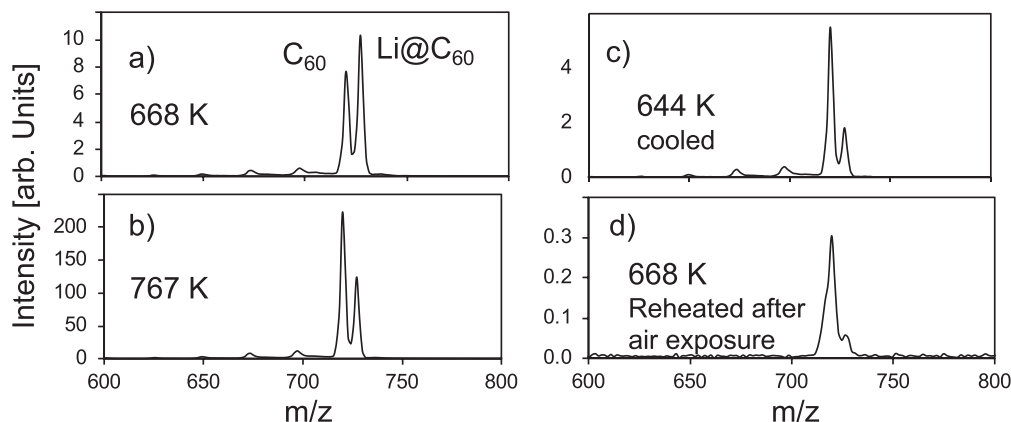 Intensity [arb. Units]
a)
C60
Li@C60
668 K
10
8
6
4
2
0
b)
767 K
200
150
100
50
0
600
650
700
750
800
m/z
c)
644 K
cooled
4
2
0
d)
668 K
Reheated after
air exposure
0.3
0.2
0.1
0.0
600
650
700
750
800
m/z